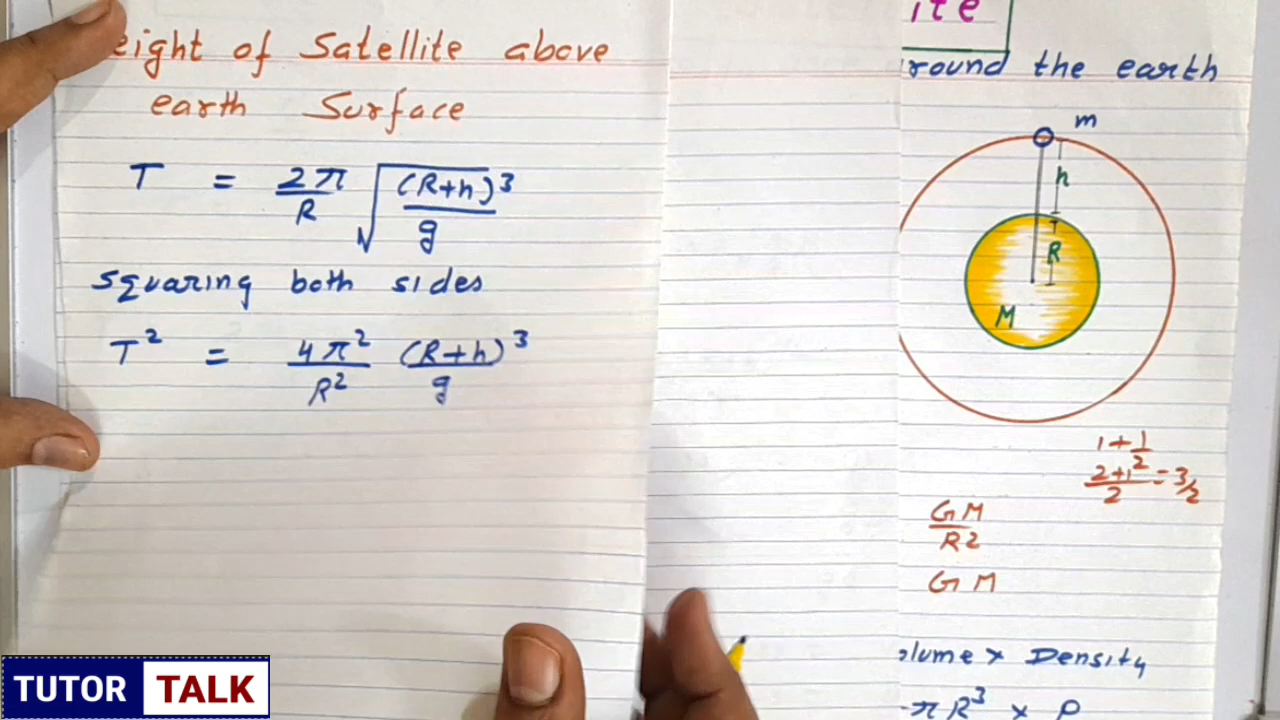 eight of Satellite above
earth Surface
T = 2π/R √(R+h)³/g
Squaring both sides
T² = 4π²/R² (R+h)³/g
ite
round the earth
m
h
R
M
1+1/2
2+1/2 = 3/2
GM/R2
GM
olume × Density
πR³ × ρ
TUTOR TALK